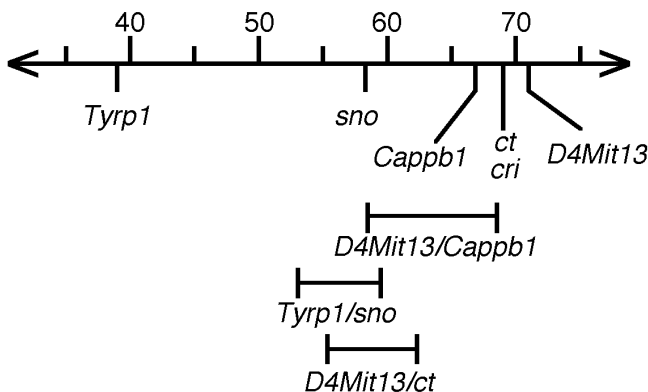 40 50 60 70
Tyrp1 sno Cappb1 ct D4Mit13
cri
D4Mit13/Cappb1
Tyrp1/sno
D4Mit13/ct